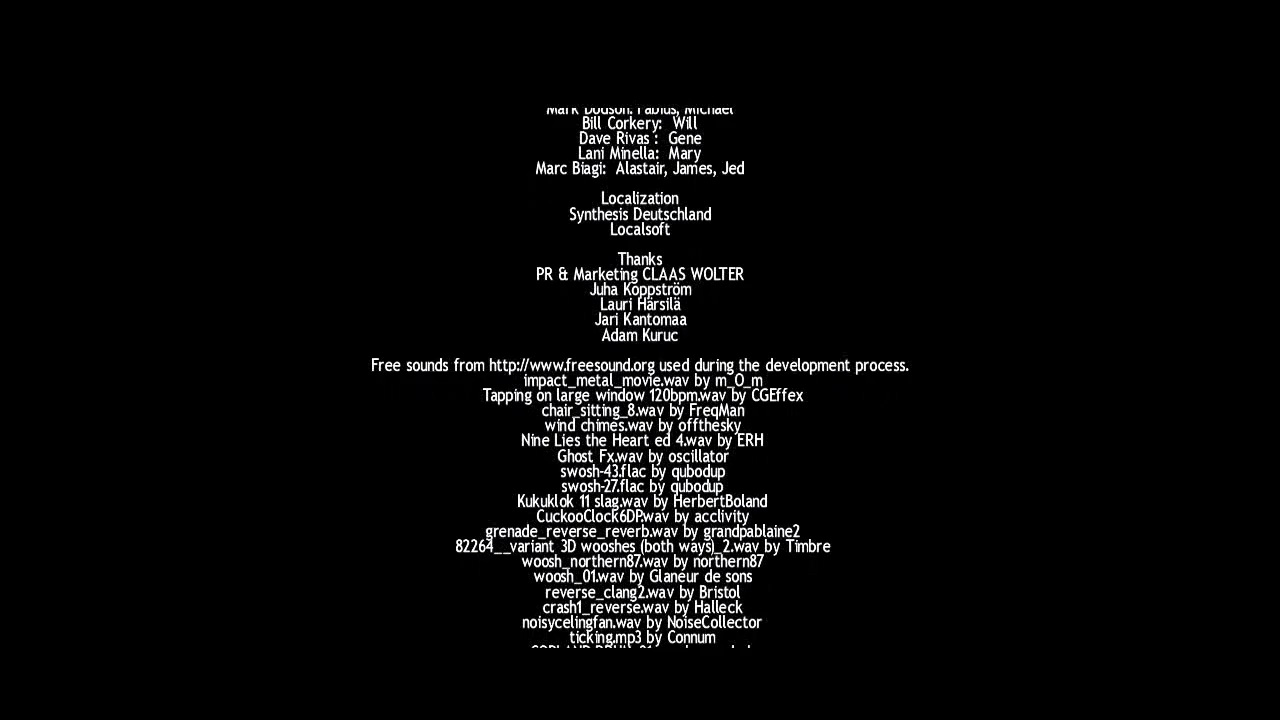 Mark Dodson: Fabius, Michael
Bill Corkery:  Will
Dave Rivas :  Gene
Lani Minella:  Mary
Marc Biagi:  Alastair, James, Jed
Localization
Synthesis Deutschland
Localsoft
Thanks
PR & Marketing CLAAS WOLTER
Juha Koppström
Lauri Härsilä
Jari Kantomaa
Adam Kuruc
Free sounds from http://www.freesound.org used during the development process.
impact_metal_movie.wav by m_O_m
Tapping on large window 120bpm.wav by CGEffex
chair_sitting_8.wav by FreqMan
wind chimes.wav by offthesky
Nine Lies the Heart ed 4.wav by ERH
Ghost Fx.wav by oscillator
swosh-43.flac by qubodup
swosh-27.flac by qubodup
Kukuklok 11 slag.wav by HerbertBoland
CuckooClock6DP.wav by acclivity
grenade_reverse_reverb.wav by grandpablaine2
82264__variant 3D wooshes (both ways)_2.wav by Timbre
woosh_northern87.wav by northern87
woosh_01.wav by Glaneur de sons
reverse_clang2.wav by Bristol
crash1_reverse.wav by Halleck
noisycelingfan.wav by NoiseCollector
ticking.mp3 by Connum